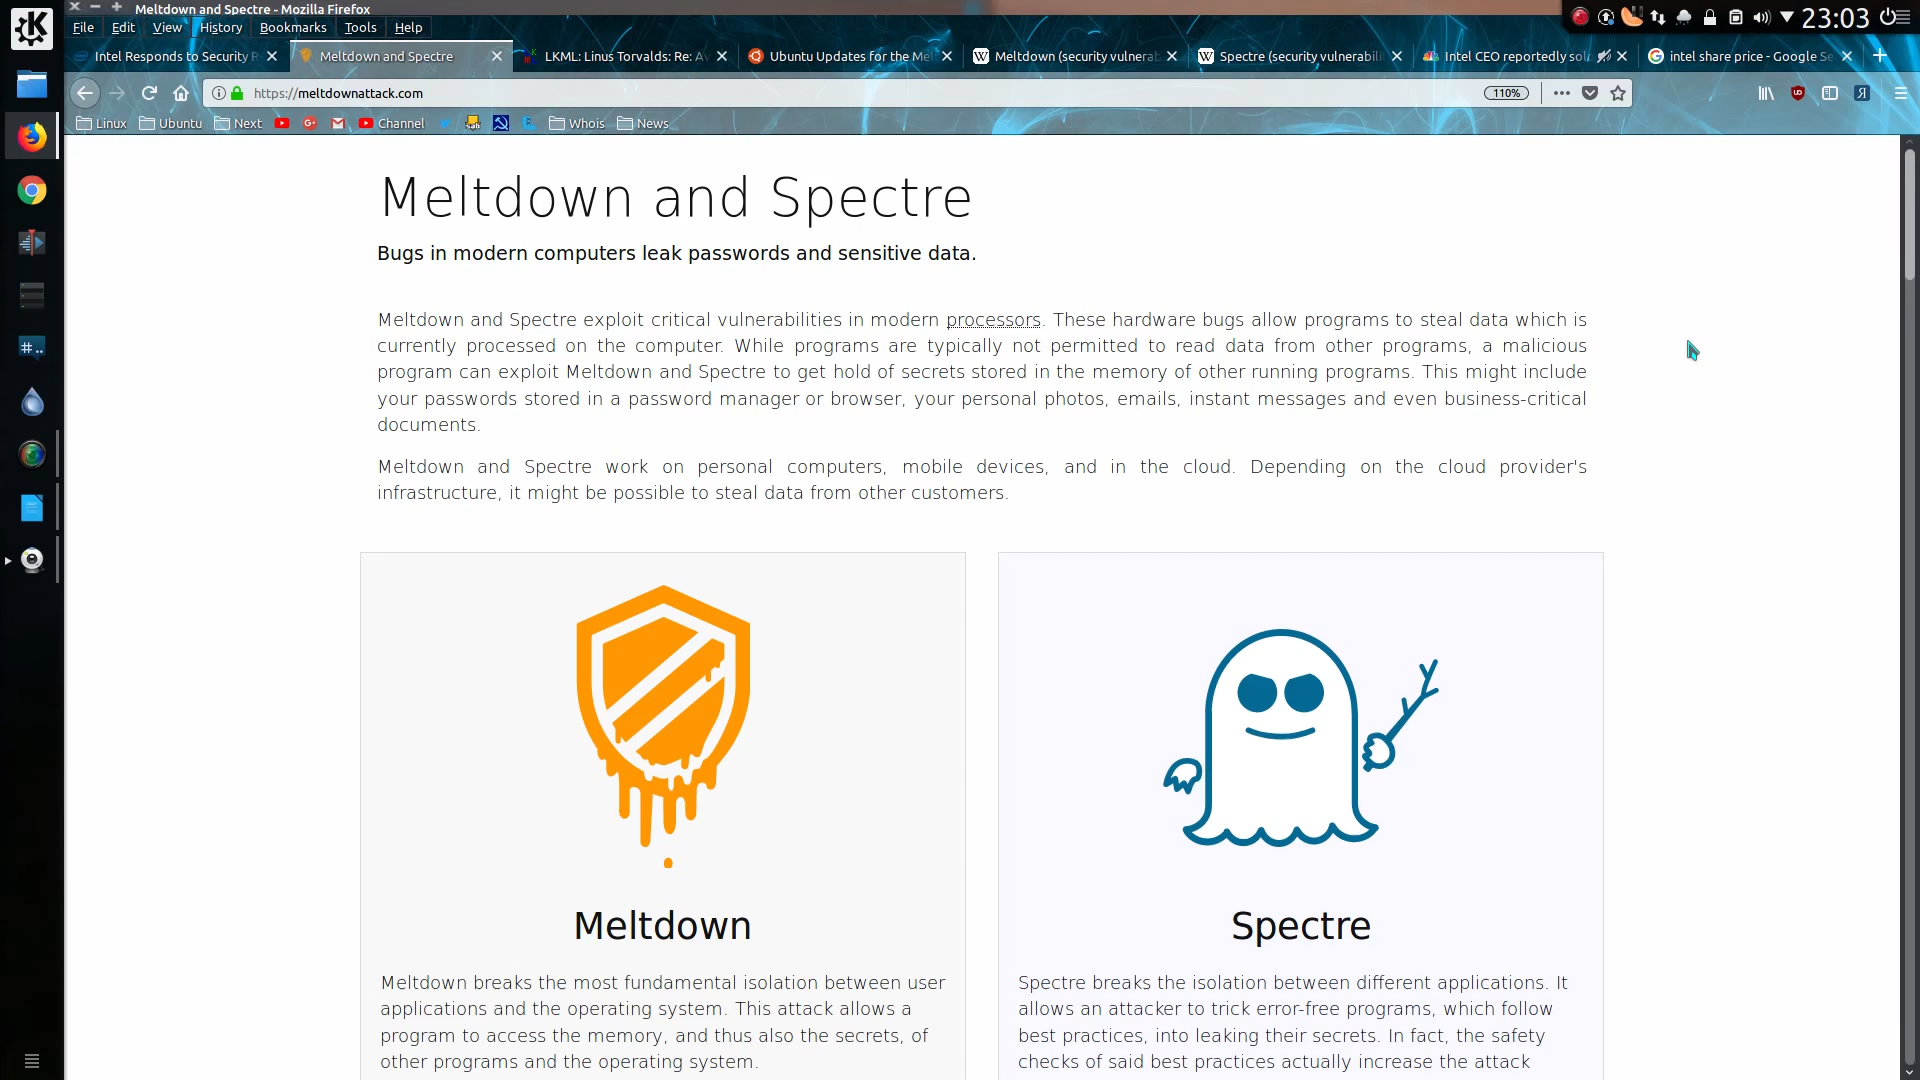 Meltdown and Spectre - Mozilla Firefox
23:03
File Edit View History Bookmarks Tools Help
Intel Responds to Security R
Meltdown and Spectre
LKML: Linus Torvalds: Re: Av
Ubuntu Updates for the Mel
Meltdown (security vulnerab
Spectre (security vulnerabili
Intel CEO reportedly sol
intel share price - Google Se
https://meltdownattack.com
110%
Linux Ubuntu Next Channel Whois News
Meltdown and Spectre
Bugs in modern computers leak passwords and sensitive data.
Meltdown and Spectre exploit critical vulnerabilities in modern processors. These hardware bugs allow programs to steal data which is
currently processed on the computer. While programs are typically not permitted to read data from other programs, a malicious
program can exploit Meltdown and Spectre to get hold of secrets stored in the memory of other running programs. This might include
your passwords stored in a password manager or browser, your personal photos, emails, instant messages and even business-critical
documents.
Meltdown and Spectre work on personal computers, mobile devices, and in the cloud. Depending on the cloud provider's
infrastructure, it might be possible to steal data from other customers.
Meltdown
Meltdown breaks the most fundamental isolation between user
applications and the operating system. This attack allows a
program to access the memory, and thus also the secrets, of
other programs and the operating system.
Spectre
Spectre breaks the isolation between different applications. It
allows an attacker to trick error-free programs, which follow
best practices, into leaking their secrets. In fact, the safety
checks of said best practices actually increase the attack